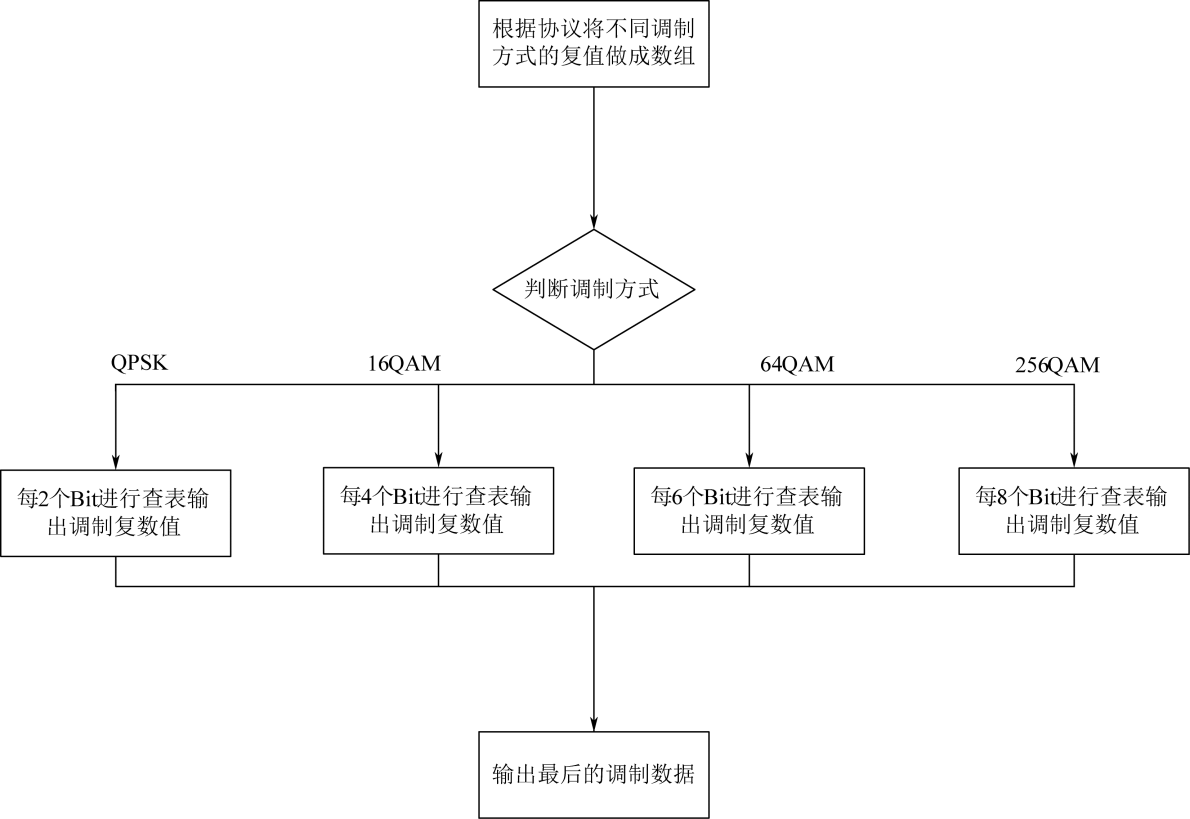 根据协议将不同调制
方式的复值做成数组
判断调制方式
QPSK
16QAM
64QAM
256QAM
每2个Bit进行查表输
出调制复数值
每4个Bit进行查表输
出调制复数值
每6个Bit进行查表输
出调制复数值
每8个Bit进行查表输
出调制复数值
输出最后的调制数据